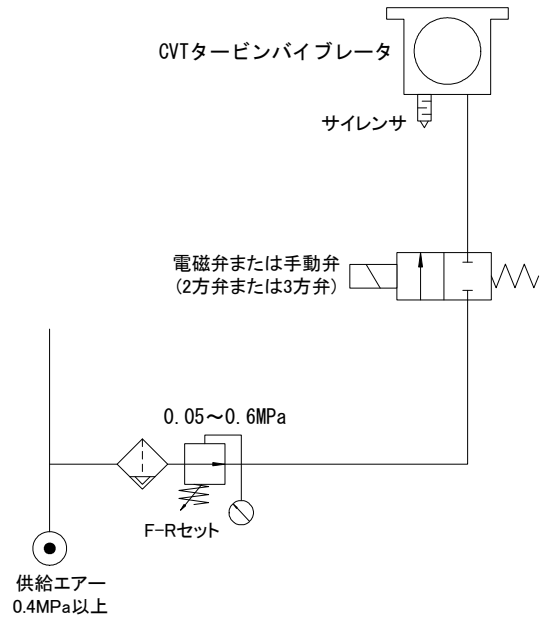 CVTタービンバイブレータ
サイレンサ
電磁弁または手動弁
(2方弁または3方弁)
0.05～0.6MPa
F-Rセット
供給エアー
0.4MPa以上